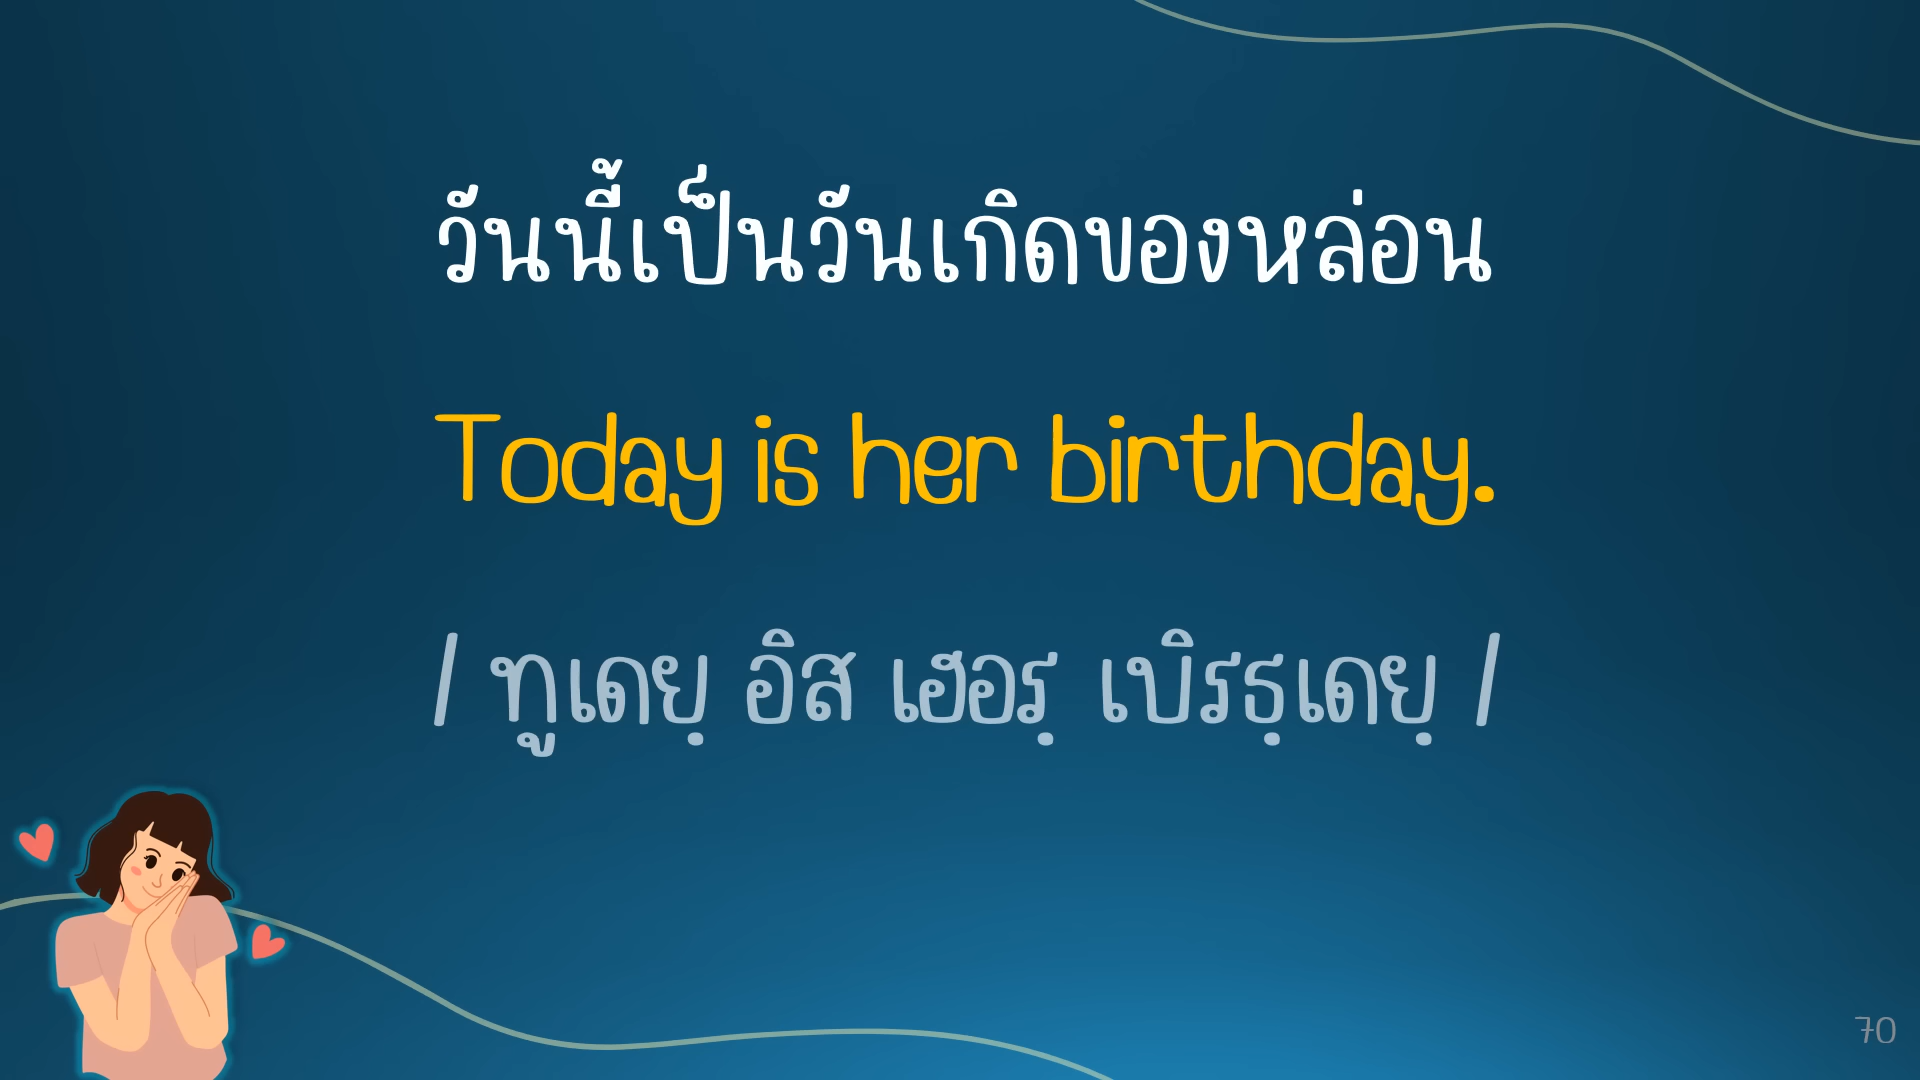 วันนี้เป็นวันเกิดของหล่อน
Today is her birthday.
/ ทูเดยฺ อิส เฮอรฺ เบิรธฺเดยฺ /
70